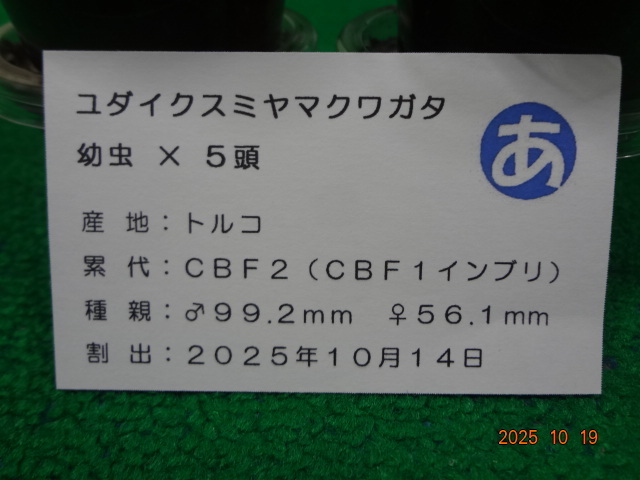 ユダイクスミヤマクワガタ
幼虫 × 5頭
あ
産 地：トルコ
累 代：CBF2（CBF1インブリ）
種 親：♂99.2mm ♀56.1mm
割 出：2025年10月14日
2025 10 19